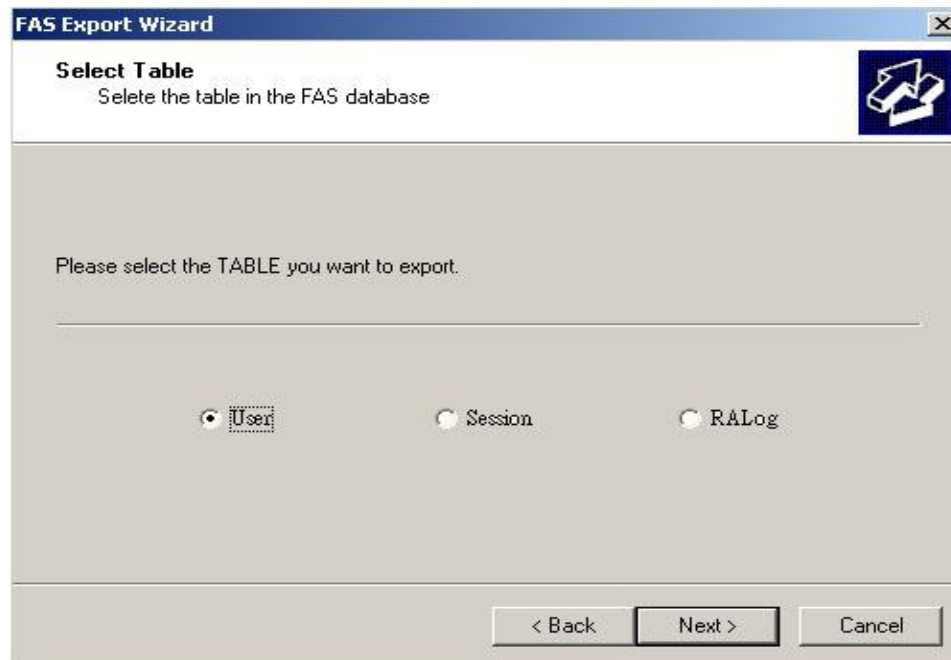 FAS Export Wizard
Select Table
Selete the table in the FAS database
Please select the TABLE you want to export.
User Session RALog
< Back Next > Cancel